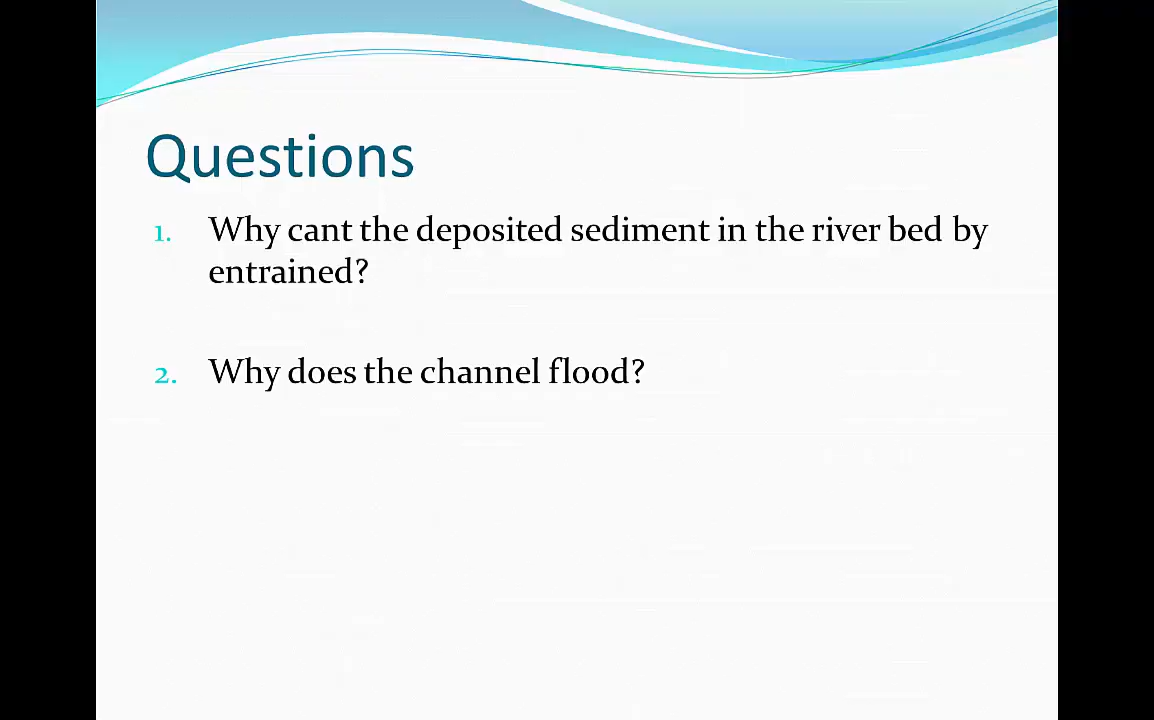 Questions
1. Why cant the deposited sediment in the river bed by
entrained?
2. Why does the channel flood?